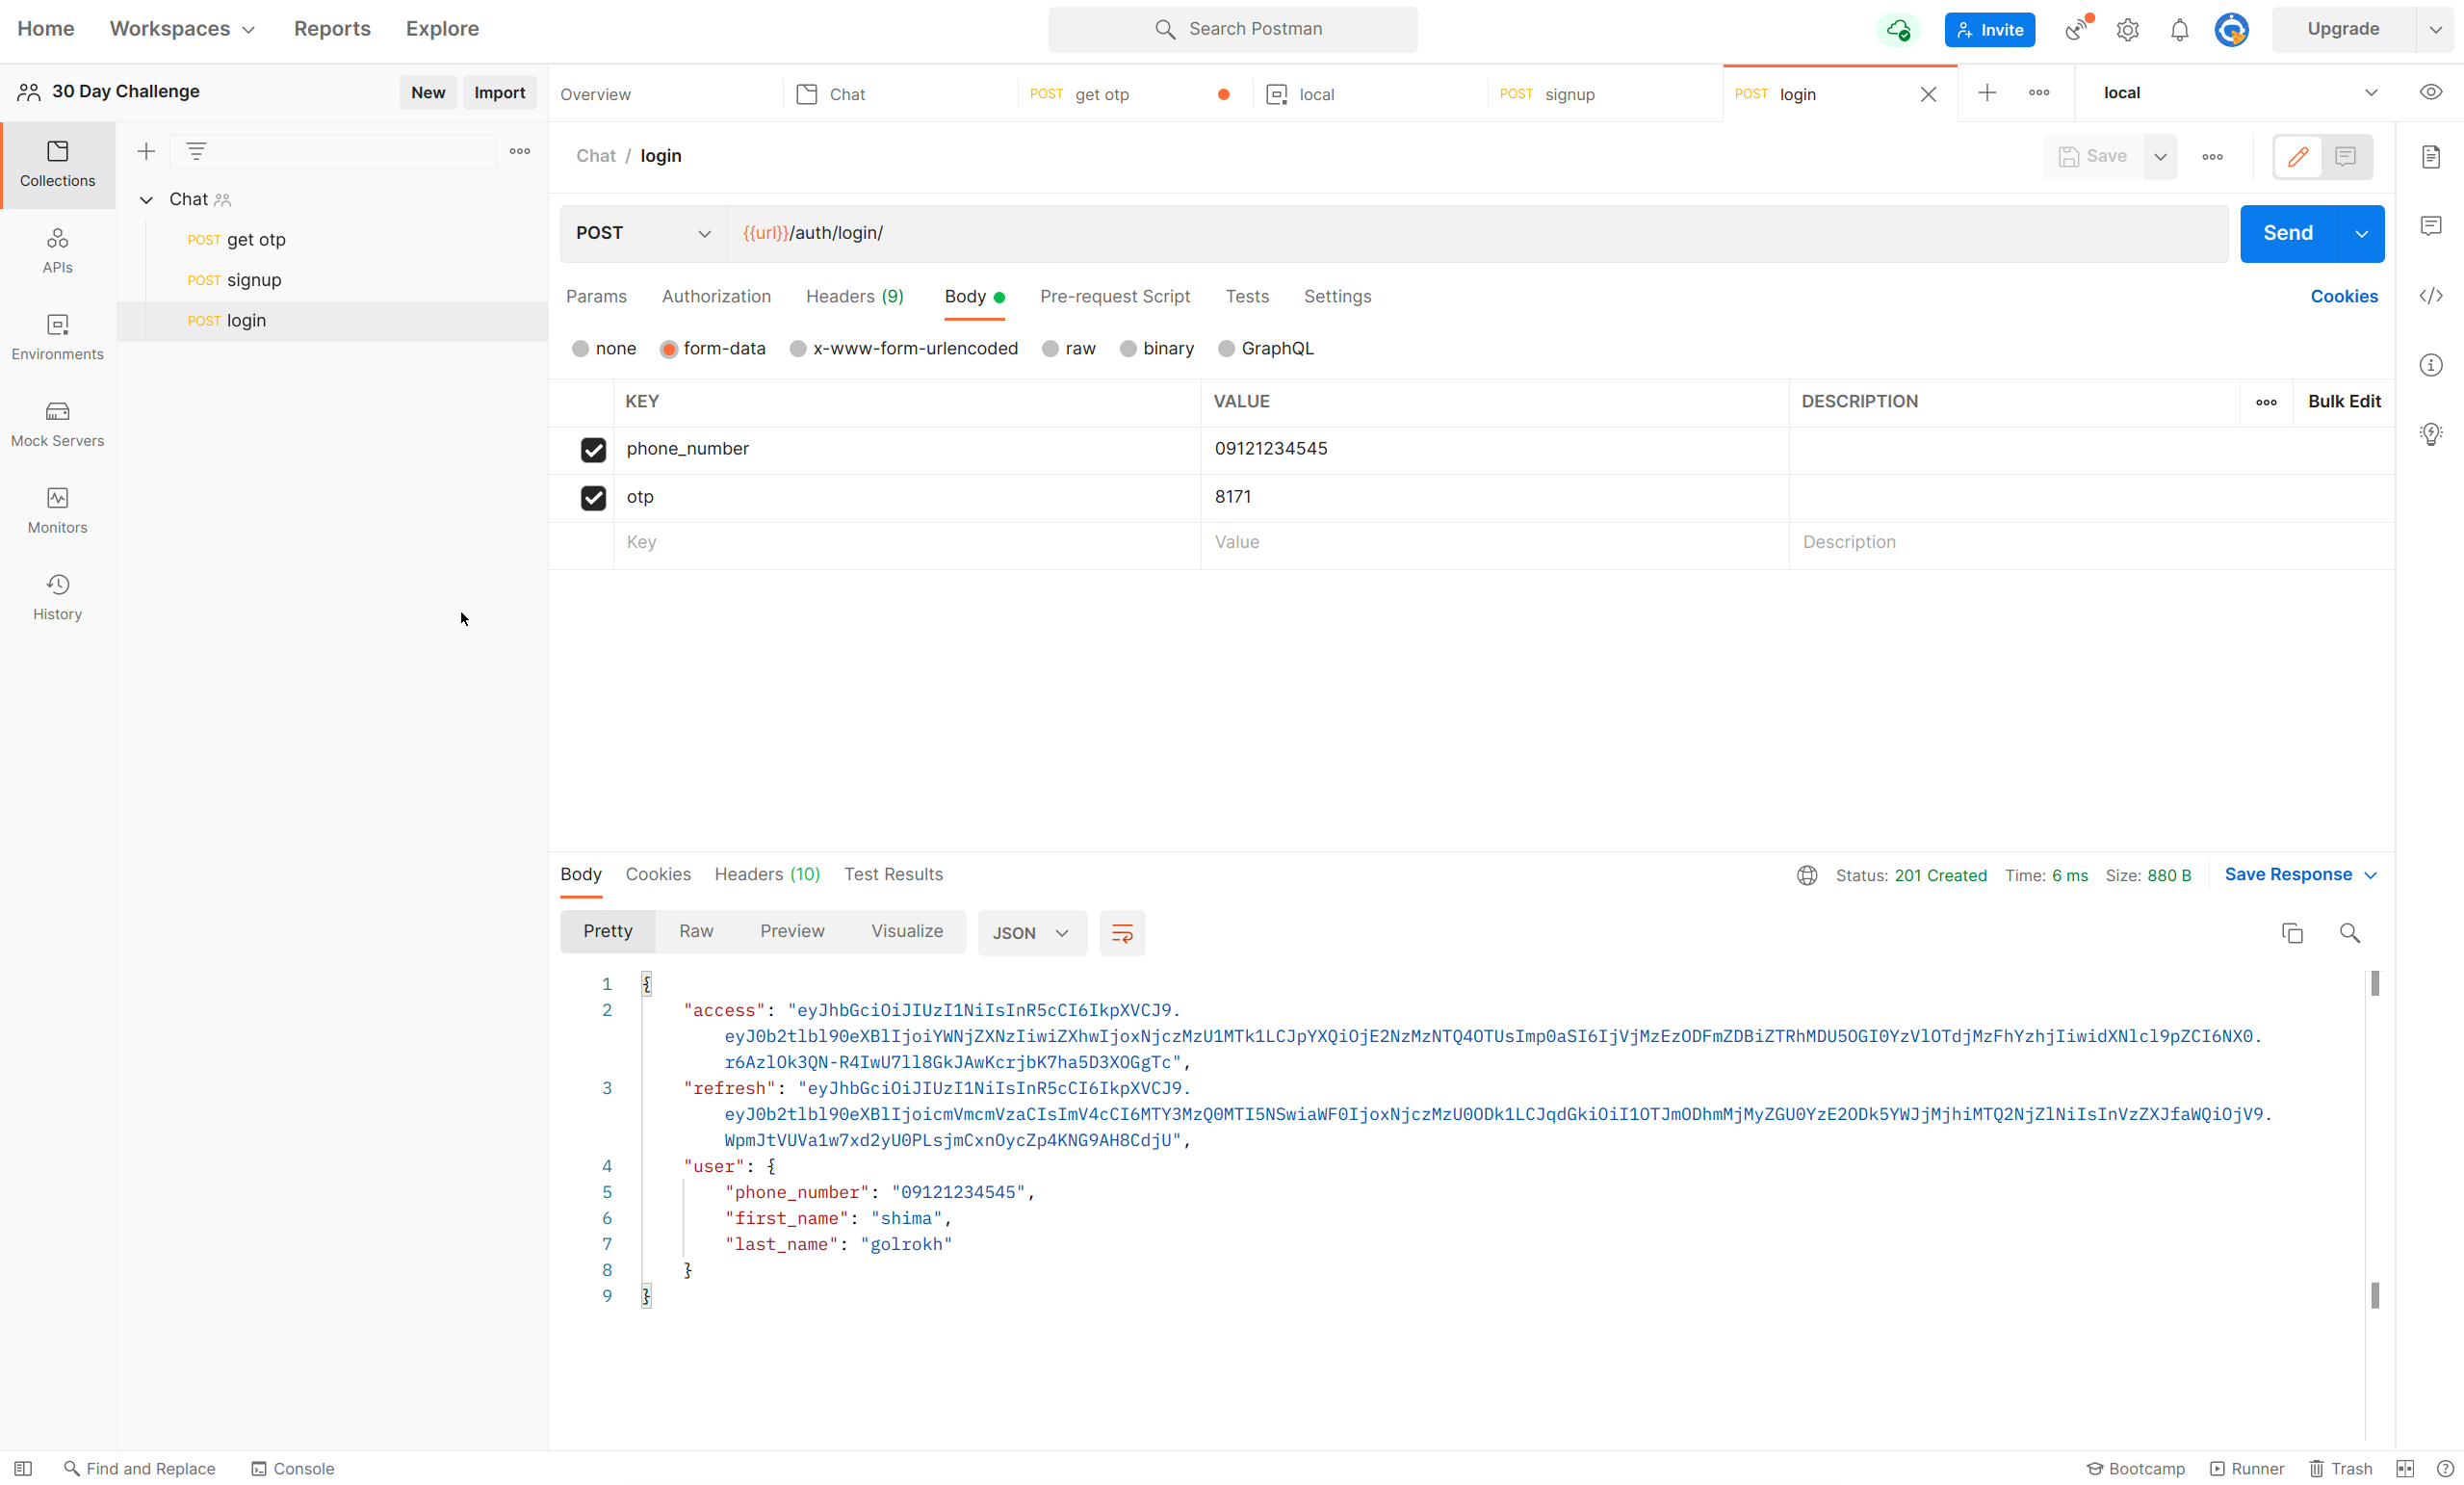 Home Workspaces Reports Explore Search Postman Invite Upgrade
30 Day Challenge New Import Overview Chat POST get otp local POST signup POST login local
Collections
APIs
Environments
Mock Servers
Monitors
History
Chat
POST get otp
POST signup
POST login
Chat / login Save
POST {{url}}/auth/login/ Send
Params Authorization Headers (9) Body Pre-request Script Tests Settings Cookies
none form-data x-www-form-urlencoded raw binary GraphQL
KEY VALUE DESCRIPTION Bulk Edit
phone_number 09121234545
otp 8171
Key Value Description
Body Cookies Headers (10) Test Results Status: 201 Created Time: 6 ms Size: 880 B Save Response
Pretty Raw Preview Visualize JSON
1 {
2 "access": "eyJhbGciOiJIUzI1NiIsInR5cCI6IkpXVCJ9.
eyJ0b2tlbl90eXBlIjoiYWNjZXNzIiwiZXhwIjoxNjczMzU1MTk1LCJpYXQiOjE2NzMzNTQ4OTUsImp0aSI6IjVjMzEzODFmZDBiZTRhMDU5OGI0YzVlOTdjMzFhYzhjIiwidXNlcl9pZCI6NX0.
r6AzlOk3QN-R4IwU7ll8GkJAwKcrjbK7ha5D3XOGgTc",
3 "refresh": "eyJhbGciOiJIUzI1NiIsInR5cCI6IkpXVCJ9.
eyJ0b2tlbl90eXBlIjoicmVmcmVzaCIsImV4cCI6MTY3MzQ0MTI5NSwiaWF0IjoxNjczMzU0ODk1LCJqdGkiOiI1OTJmODhmMjMyZGU0YzE2ODk5YWJjMjhiMTQ2NjZlNiIsInVzZXJfaWQiOjV9.
WpmJtVUVa1w7xd2yU0PLsjmCxnOycZp4KNG9AH8CdjU",
4 "user": {
5 "phone_number": "09121234545",
6 "first_name": "shima",
7 "last_name": "golrokh"
8 }
9 }
Find and Replace Console Bootcamp Runner Trash